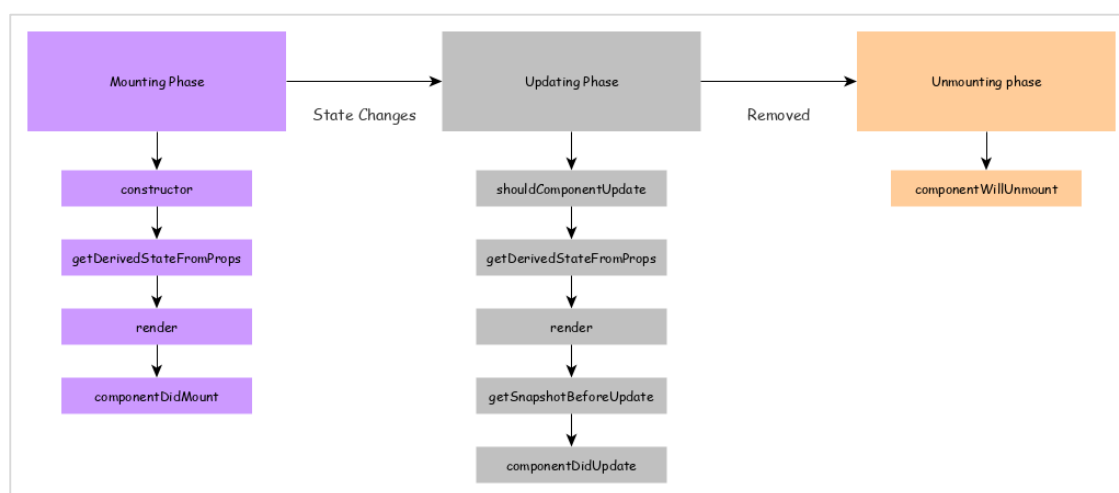 Mounting Phase
State Changes
Updating Phase
Removed
Unmounting phase
constructor
getDerivedStateFromProps
render
componentDidMount
shouldComponentUpdate
getDerivedStateFromProps
render
getSnapshotBeforeUpdate
componentDidUpdate
componentWillUnmount